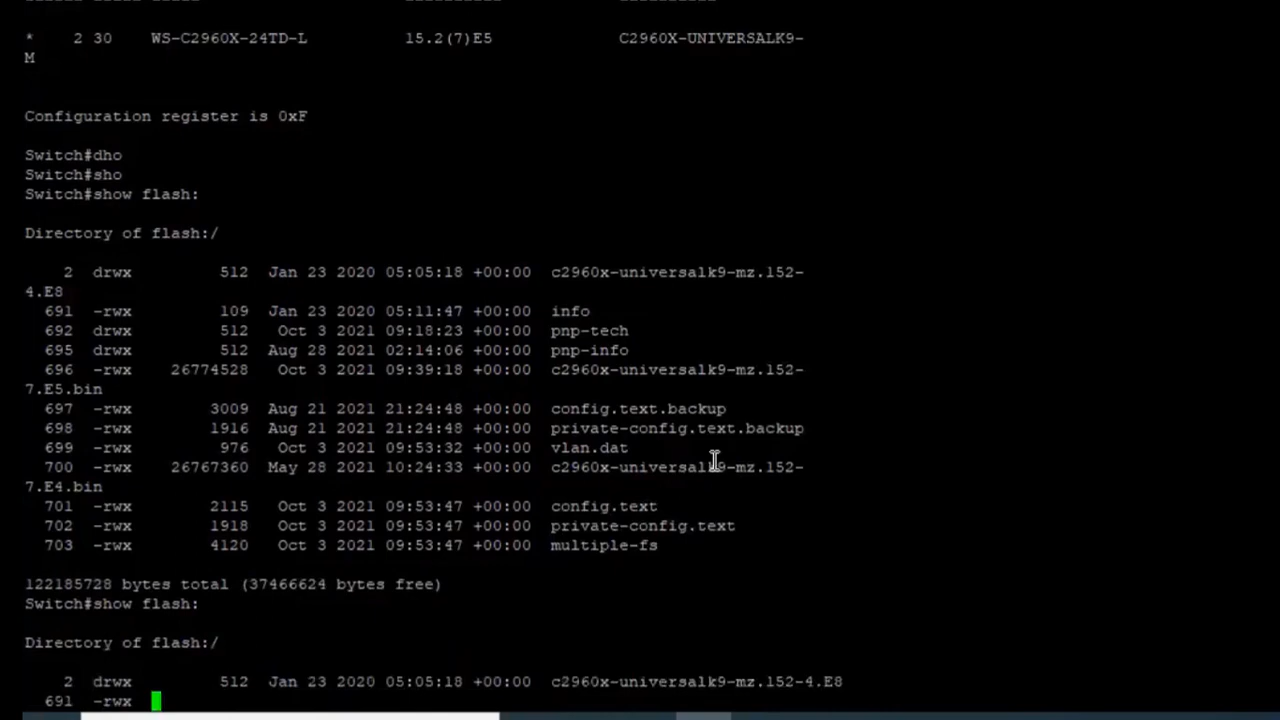 * 2 30 WS-C2960X-24TD-L 15.2(7)E5 C2960X-UNIVERSALK9-
M
Configuration register is 0xF
Switch#dho
Switch#sho
Switch#show flash:
Directory of flash:/
2 drwx 512 Jan 23 2020 05:05:18 +00:00 c2960x-universalk9-mz.152-
4.E8
691 -rwx 109 Jan 23 2020 05:11:47 +00:00 info
692 drwx 512 Oct 3 2021 09:18:23 +00:00 pnp-tech
695 drwx 512 Aug 28 2021 02:14:06 +00:00 pnp-info
696 -rwx 26774528 Oct 3 2021 09:39:18 +00:00 c2960x-universalk9-mz.152-
7.E5.bin
697 -rwx 3009 Aug 21 2021 21:24:48 +00:00 config.text.backup
698 -rwx 1916 Aug 21 2021 21:24:48 +00:00 private-config.text.backup
699 -rwx 976 Oct 3 2021 09:53:32 +00:00 vlan.dat
700 -rwx 26767360 May 28 2021 10:24:33 +00:00 c2960x-universalk9-mz.152-
7.E4.bin
701 -rwx 2115 Oct 3 2021 09:53:47 +00:00 config.text
702 -rwx 1918 Oct 3 2021 09:53:47 +00:00 private-config.text
703 -rwx 4120 Oct 3 2021 09:53:47 +00:00 multiple-fs
122185728 bytes total (37466624 bytes free)
Switch#show flash:
Directory of flash:/
2 drwx 512 Jan 23 2020 05:05:18 +00:00 c2960x-universalk9-mz.152-4.E8
691 -rwx